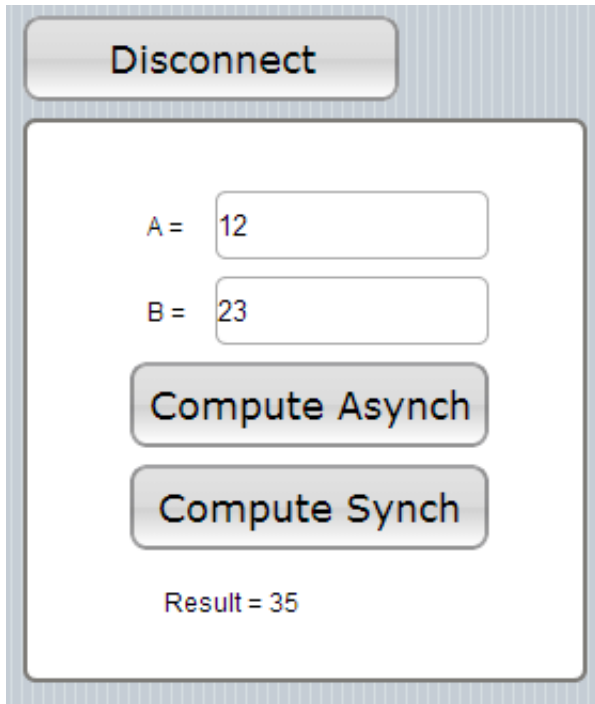 Disconnect
A = 12
B = 23
Compute Asynch
Compute Synch
Result = 35